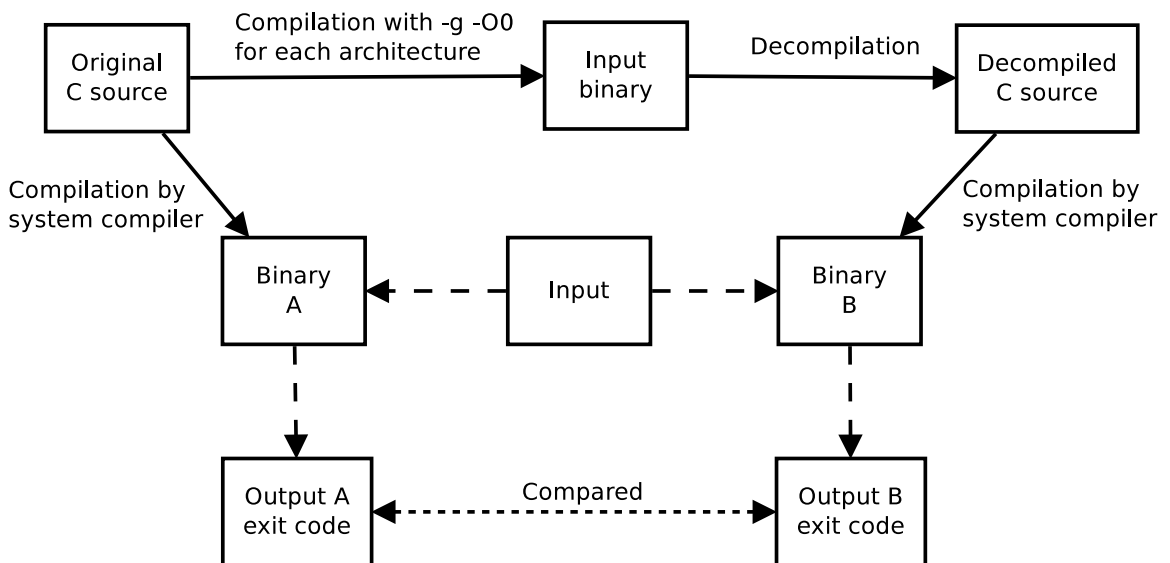 Compilation with -g -O0
for each architecture
Original
C source
Input
binary
Decompilation
Decompiled
C source
Compilation by
system compiler
Compilation by
system compiler
Binary
A
Input
Binary
B
Output A
exit code
Compared
Output B
exit code